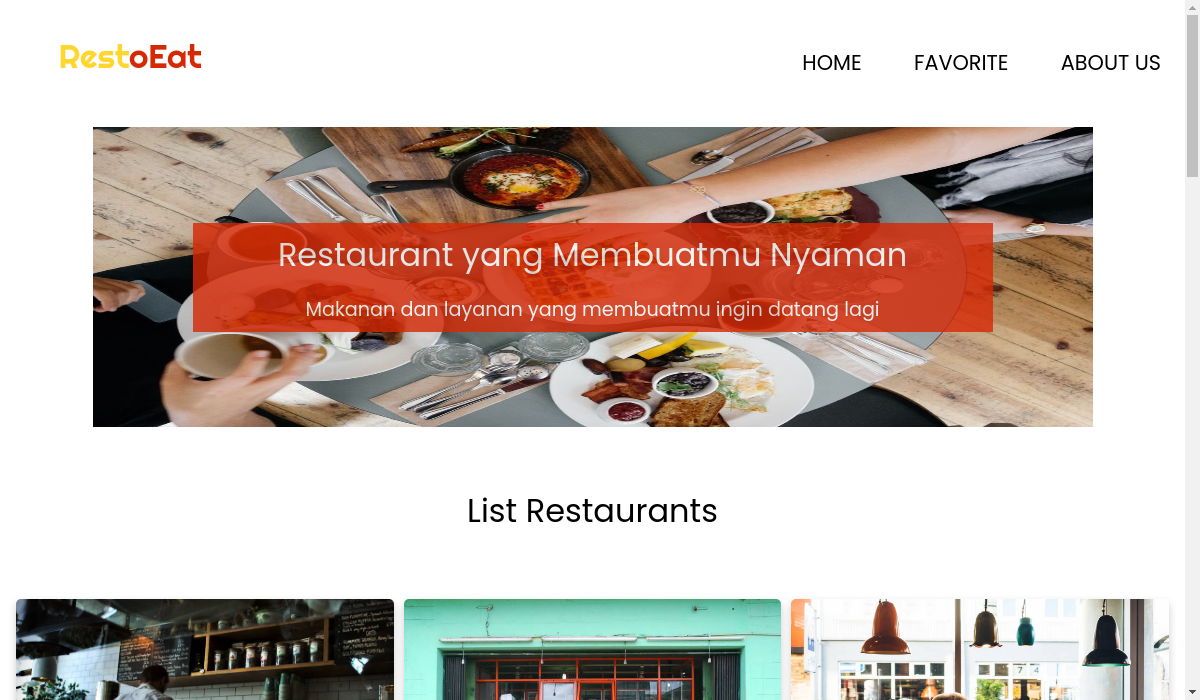 RestoEat
HOME FAVORITE ABOUT US
Restaurant yang Membuatmu Nyaman
Makanan dan layanan yang membuatmu ingin datang lagi
List Restaurants